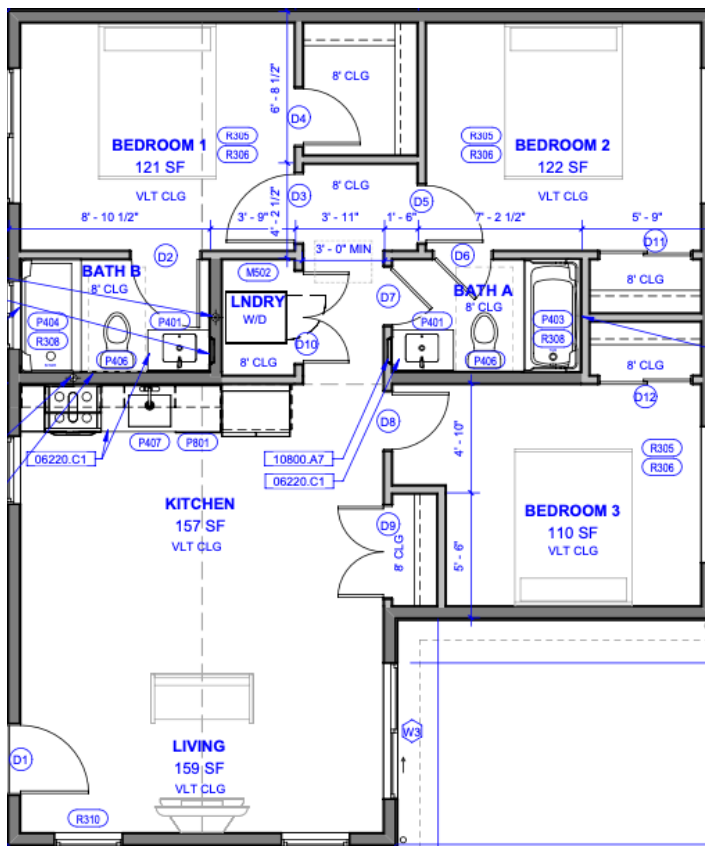 8' CLG
6' - 8 1/2"
D4
BEDROOM 1
121 SF
VLT CLG
R305
R306
BEDROOM 2
122 SF
VLT CLG
R305
R306
8' CLG
D3
D5
4' - 2 1/2"
8' - 10 1/2"
3' - 9"
3' - 11"
1' - 6"
7' - 2 1/2"
5' - 9"
3' - 0" MIN
D2
D6
D11
BATH B
8' CLG
M502
LNDRY
W/D
8' CLG
D10
D7
BATH A
8' CLG
8' CLG
P404
R308
P401
P406
P401
P406
P403
R308
8' CLG
D12
P407
P801
06220.C1
10800.A7
06220.C1
D8
4' - 10"
R305
R306
KITCHEN
157 SF
VLT CLG
D9
8' CLG
5' - 6"
BEDROOM 3
110 SF
VLT CLG
LIVING
159 SF
VLT CLG
D1
W3
R310